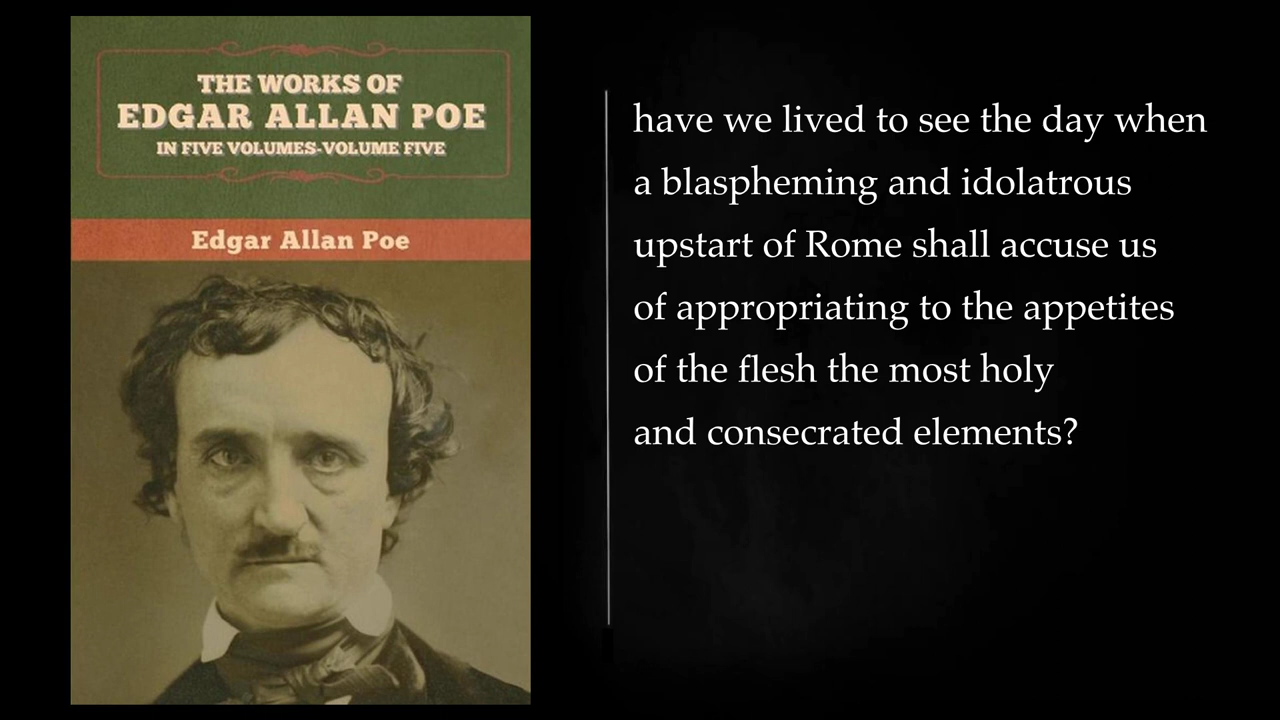 THE WORKS OF
EDGAR ALLAN POE
IN FIVE VOLUMES-VOLUME FIVE
Edgar Allan Poe
have we lived to see the day when
a blaspheming and idolatrous
upstart of Rome shall accuse us
of appropriating to the appetites
of the flesh the most holy
and consecrated elements?